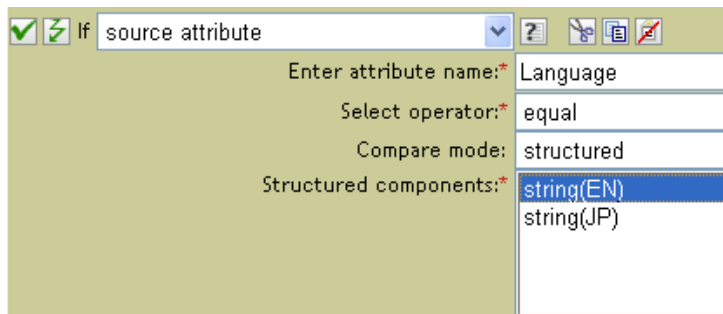 If source attribute
Enter attribute name:* Language
Select operator:* equal
Compare mode: structured
Structured components:* string(EN)
string(JP)